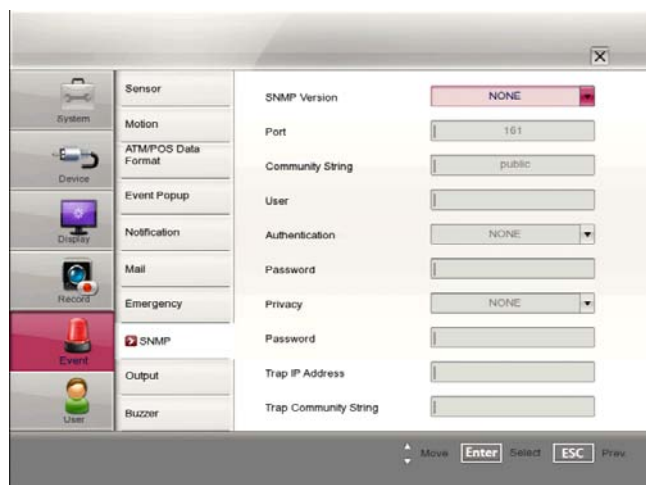 System
Device
Display
Record
Event
User
Sensor
Motion
ATM/POS Data
Format
Event Popup
Notification
Mail
Emergency
SNMP
Output
Buzzer
SNMP Version NONE
Port 161
Community String public
User
Authentication NONE
Password
Privacy NONE
Password
Trap IP Address
Trap Community String
Move Enter Select ESC Prev.